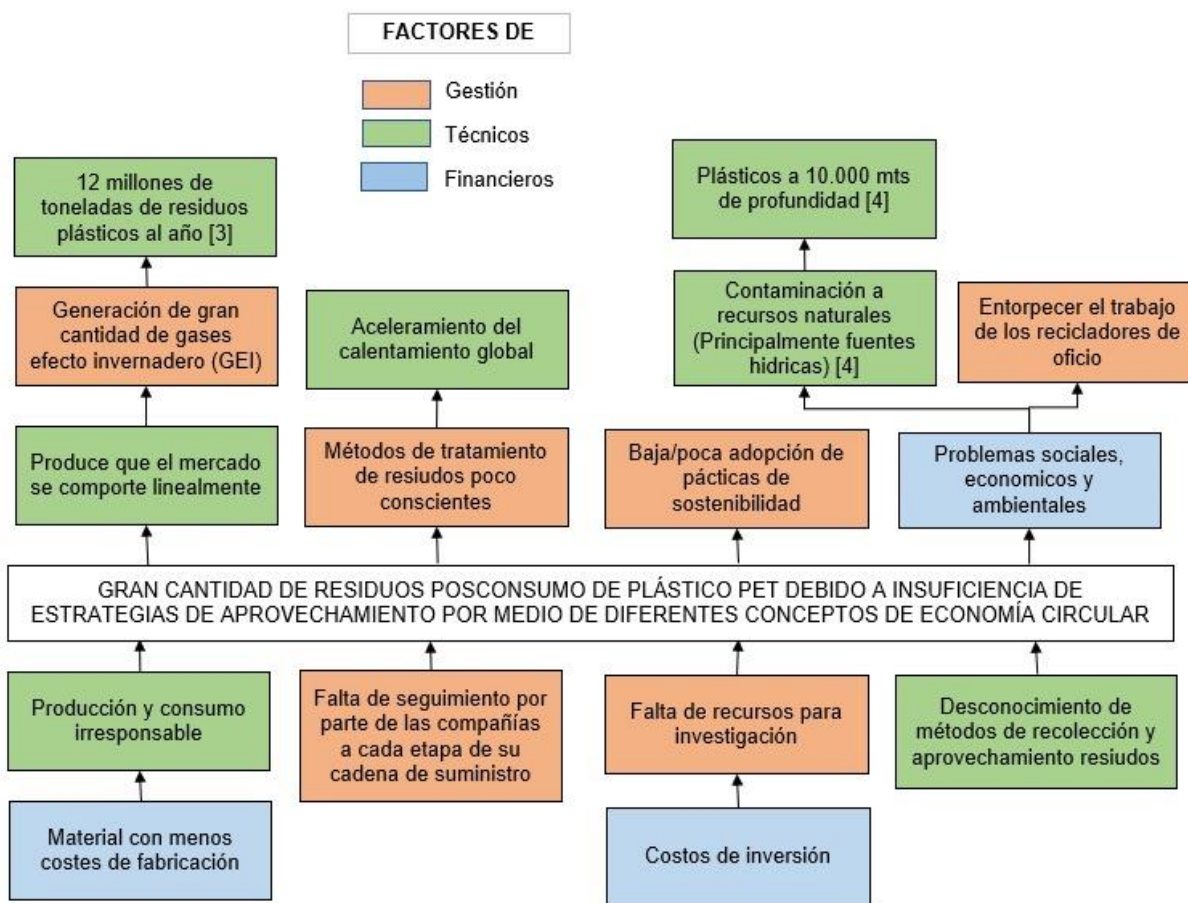 FACTORES DE
Gestión
Técnicos
Financieros
12 millones de
toneladas de residuos
plásticos al año [3]
Plásticos a 10.000 mts
de profundidad [4]
Generación de gran
cantidad de gases
efecto invernadero (GEI)
Aceleramiento del
calentamiento global
Contaminación a
recursos naturales
(Principalmente fuentes
hidricas) [4]
Entorpecer el trabajo
de los recicladores de
oficio
Produce que el mercado
se comporte linealmente
Métodos de tratamiento
de resiudos poco
conscientes
Baja/poca adopción de
pácticas de
sostenibilidad
Problemas sociales,
economicos y
ambientales
GRAN CANTIDAD DE RESIDUOS POSCONSUMO DE PLÁSTICO PET DEBIDO A INSUFICIENCIA DE
ESTRATEGIAS DE APROVECHAMIENTO POR MEDIO DE DIFERENTES CONCEPTOS DE ECONOMÍA CIRCULAR
Producción y consumo
irresponsable
Falta de seguimiento por
parte de las compañías
a cada etapa de su
cadena de suministro
Falta de recursos para
investigación
Desconocimiento de
métodos de recolección y
aprovechamiento resiudos
Material con menos
costes de fabricación
Costos de inversión